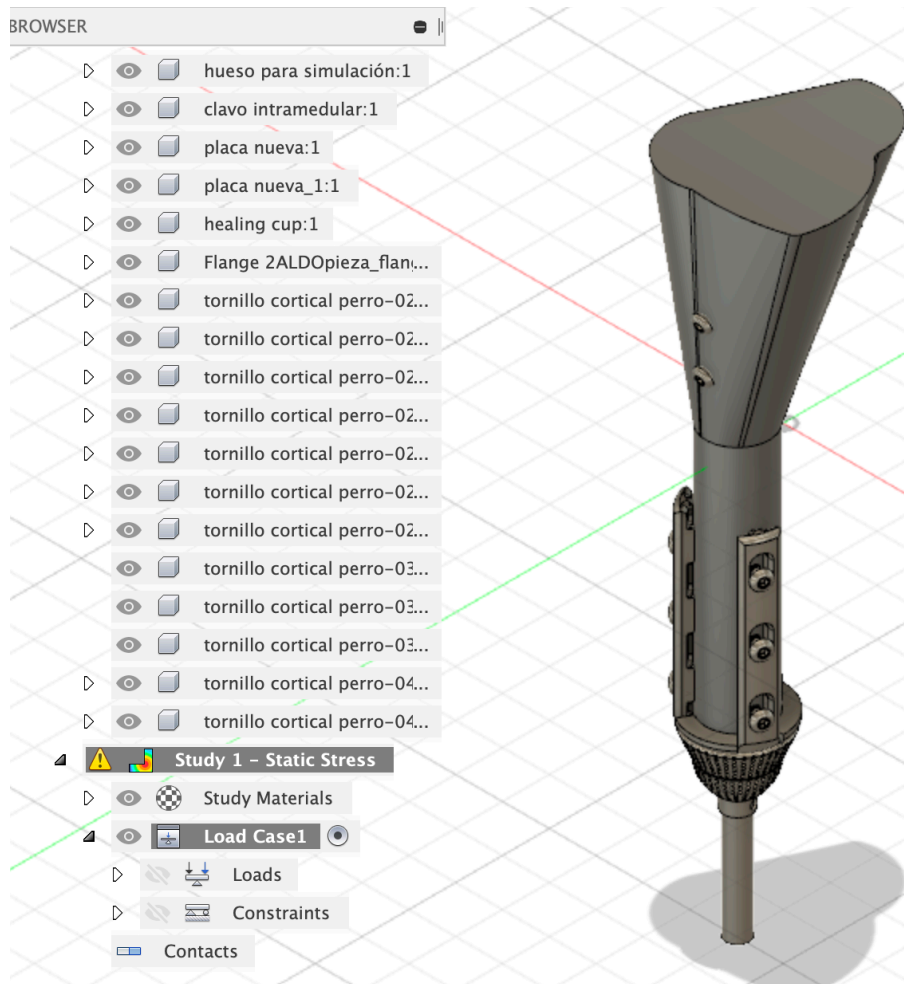 BROWSER
hueso para simulación:1
clavo intramedular:1
placa nueva:1
placa nueva_1:1
healing cup:1
Flange 2ALDOpieza_flan...
tornillo cortical perro-02...
tornillo cortical perro-02...
tornillo cortical perro-02...
tornillo cortical perro-02...
tornillo cortical perro-02...
tornillo cortical perro-02...
tornillo cortical perro-02...
tornillo cortical perro-03...
tornillo cortical perro-03...
tornillo cortical perro-03...
tornillo cortical perro-04...
tornillo cortical perro-04...
Study 1 - Static Stress
Study Materials
Load Case1
Loads
Constraints
Contacts